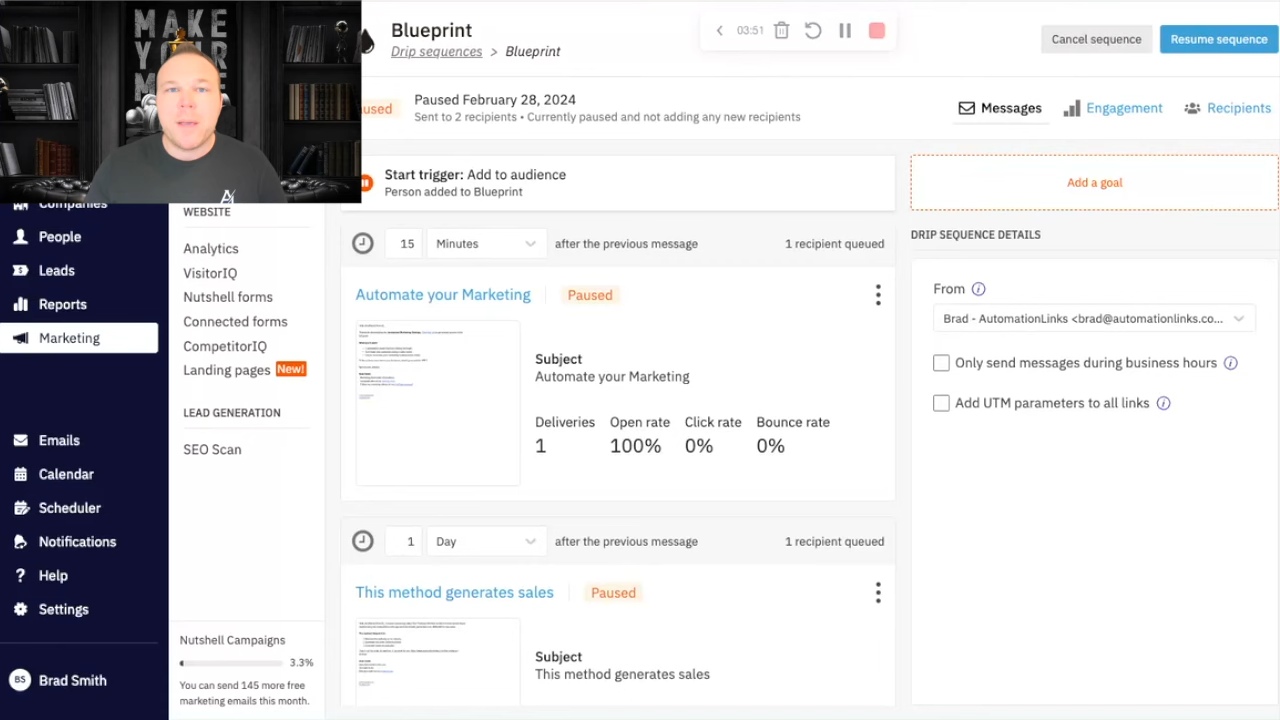 MAKE
YOUR
M
Blueprint
Drip sequences > Blueprint
03:51
Cancel sequence
Resume sequence
Paused February 28, 2024
Sent to 2 recipients • Currently paused and not adding any new recipients
Messages
Engagement
Recipients
Start trigger: Add to audience
Person added to Blueprint
Add a goal
Companies
People
Leads
Reports
Marketing
Emails
Calendar
Scheduler
Notifications
Help
Settings
BS
Brad Smith
WEBSITE
Analytics
VisitorIQ
Nutshell forms
Connected forms
CompetitorIQ
Landing pages New!
LEAD GENERATION
SEO Scan
Nutshell Campaigns
3.3%
You can send 145 more free
marketing emails this month.
15 Minutes after the previous message 1 recipient queued
Automate your Marketing Paused
Subject
Automate your Marketing
Deliveries Open rate Click rate Bounce rate
1 100% 0% 0%
1 Day after the previous message 1 recipient queued
This method generates sales Paused
Subject
This method generates sales
DRIP SEQUENCE DETAILS
From
Brad - AutomationLinks <brad@automationlinks.co...
Only send messages during business hours
Add UTM parameters to all links